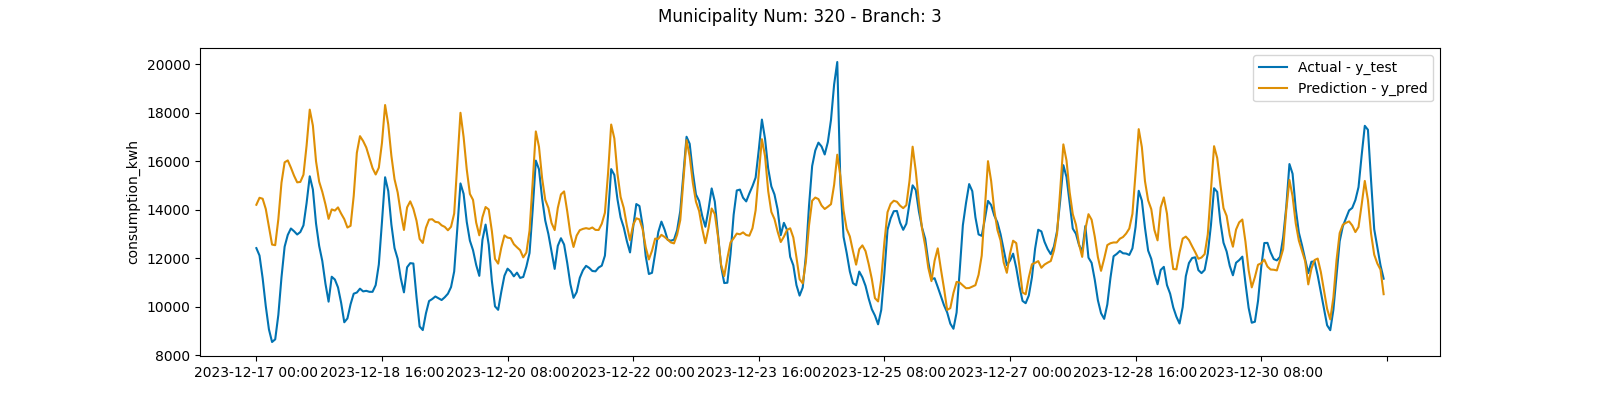 Municipality Num: 320 - Branch: 3
20000
18000
16000
14000
12000
10000
8000
consumption_kwh
Actual - y_test
Prediction - y_pred
2023-12-17 00:00 2023-12-18 16:00 2023-12-20 08:00 2023-12-22 00:00 2023-12-23 16:00 2023-12-25 08:00 2023-12-27 00:00 2023-12-28 16:00 2023-12-30 08:00